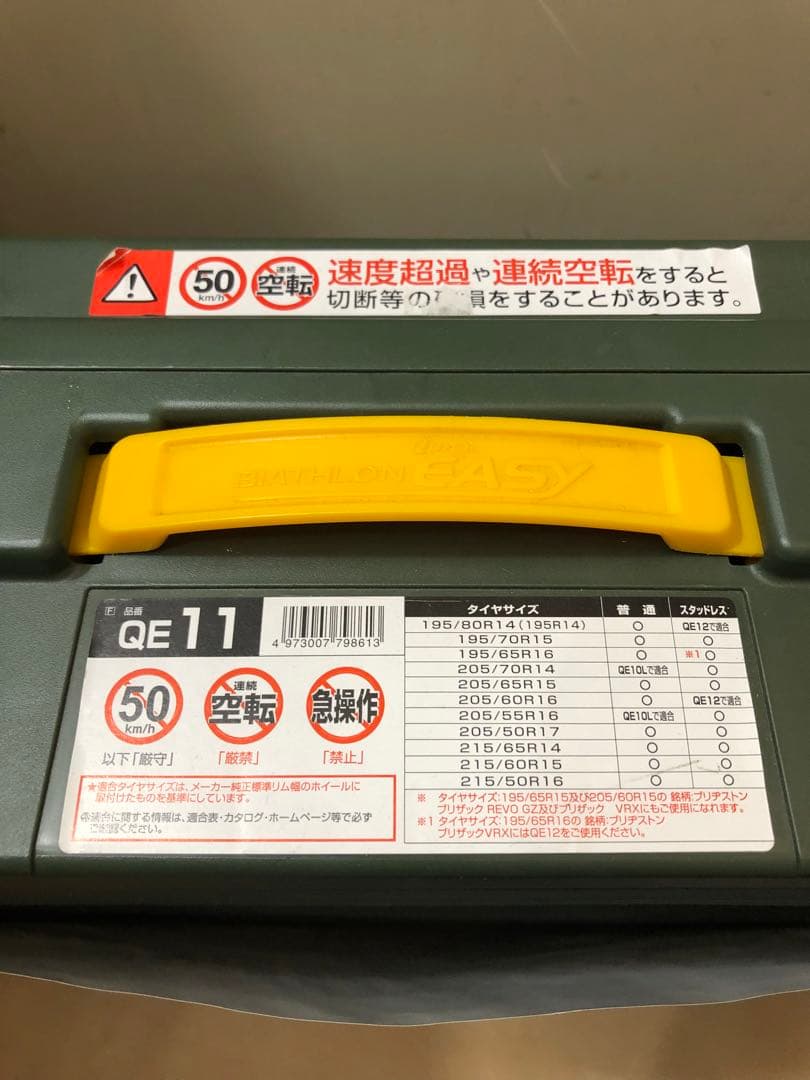 50
km/h
連続
空転
速度超過や連続空転をすると
切断等の 損をすることがあります。
BIATHLON EASY
F 品番
QE11
4 973007 798613
50
km/h
以下「厳守」
連続
空転
「厳禁」
急操作
「禁止」
★適合タイヤサイズは、メーカー純正標準リム幅のホイールに
取付けたものを基準にしています。
適合に関する情報は、適合表・カタログ・ホームページ等で必ず
ください。
タイヤサイズ 普通 スタッドレス
195/80R14(195R14) ○ QE12で適合
195/70R15 ○ ○
195/65R16 ○ ※1 ○
205/70R14 QE10Lで適合 ○
205/65R15 ○ ○
205/60R16 ○ QE12で適合
205/55R16 QE10Lで適合 ○
205/50R17 ○ ○
215/65R14 ○ ○
215/60R15 ○ ○
215/50R16 ○ ○
※ タイヤサイズ:195/65R15及び205/60R15の 銘柄:ブリヂストン
ブリザック REVO GZ及びブリザック VRXにもご使用になれます。
※1 タイヤサイズ:195/65R16の 銘柄:ブリヂストン
ブリザックVRXにはQE12をご使用ください。